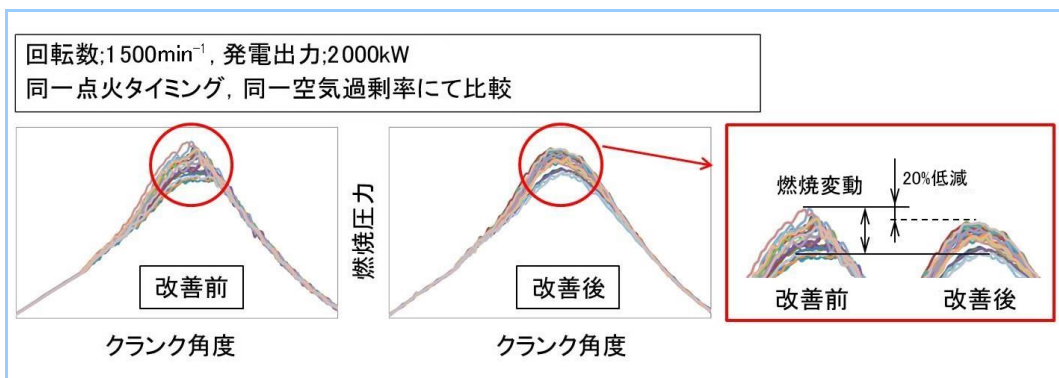 回転数;1500min⁻¹, 発電出力;2000kW
同一点火タイミング, 同一空気過剰率にて比較
改善前
クランク角度
燃焼圧力
改善後
クランク角度
燃焼変動
20%低減
改善前
改善後